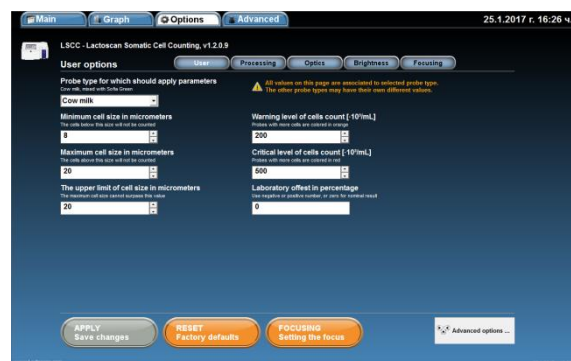 Main
Graph
Options
Advanced
25.1.2017 г. 16:26 ч.
LSCC - Lactoscan Somatic Cell Counting, v1.2.0.9
User options
User
Processing
Optics
Brightness
Focusing
Probe type for which should apply parameters
Cow milk, mixed with Sofia Green
Cow milk
All values on this page are associated to selected probe type.
The other probe types may have their own different values.
Minimum cell size in micrometers
The cells below this size will not be counted
8
Warning level of cells count [·10³/mL]
Probes with more cells are colored in orange
200
Maximum cell size in micrometers
The cells above this size will not be counted
20
Critical level of cells count [·10³/mL]
Probes with more cells are colored in red
500
The upper limit of cell size in micrometers
The maximum cell size cannot surpass this value
20
Laboratory offest in percentage
Use negative or positive number, or zero for nominal result
0
APPLY
Save changes
RESET
Factory defaults
FOCUSING
Setting the focus
Advanced options ...